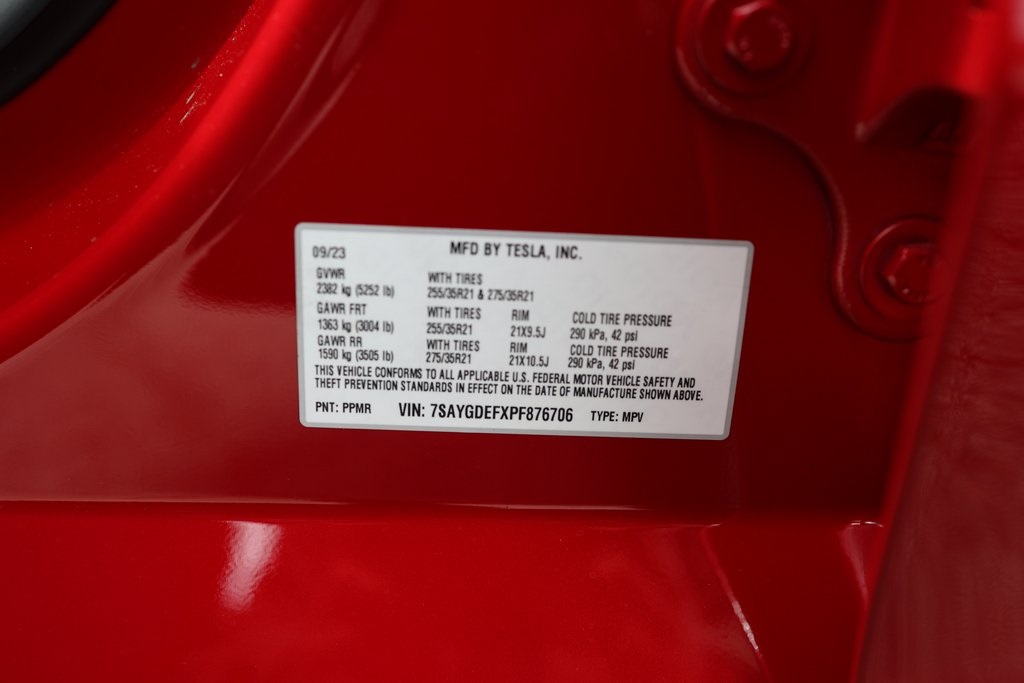 09/23 MFD BY TESLA, INC.
GVWR WITH TIRES
2382 kg (5252 lb) 255/35R21 & 275/35R21
GAWR FRT WITH TIRES RIM COLD TIRE PRESSURE
1363 kg (3004 lb) 255/35R21 21X9.5J 290 kPa, 42 psi
GAWR RR WITH TIRES RIM COLD TIRE PRESSURE
1590 kg (3505 lb) 275/35R21 21X10.5J 290 kPa, 42 psi
THIS VEHICLE CONFORMS TO ALL APPLICABLE U.S. FEDERAL MOTOR VEHICLE SAFETY AND
THEFT PREVENTION STANDARDS IN EFFECT ON THE DATE OF MANUFACTURE SHOWN ABOVE.
PNT: PPMR VIN: 7SAYGDEFXPF876706 TYPE: MPV